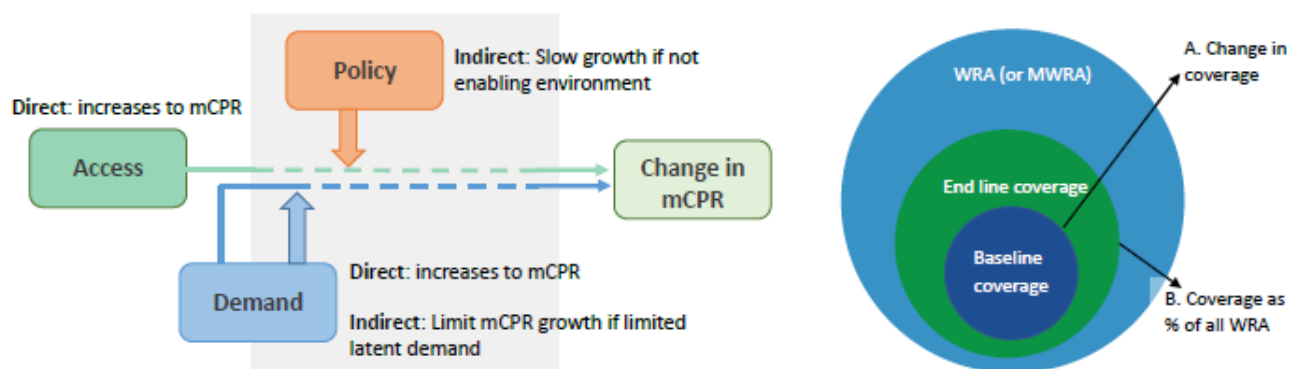 Policy
Indirect: Slow growth if not
enabling environment
Direct: increases to mCPR
Access
Change in
mCPR
Demand
Direct: increases to mCPR
Indirect: Limit mCPR growth if limited
latent demand
WRA (or MWRA)
End line coverage
Baseline
coverage
A. Change in
coverage
B. Coverage as
% of all WRA